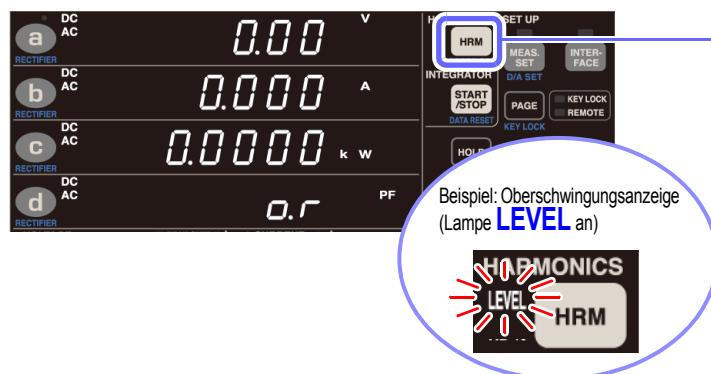 DC
AC
a
RECTIFIER
0.00
V
DC
AC
b
RECTIFIER
0.000
A
DC
AC
c
RECTIFIER
0.0000
k W
DC
AC
d
RECTIFIER
o.r
PF
SET UP
HRM
MEAS.
SET
INTER-
FACE
D/A SET
INTEGRATOR
START
/STOP
DATA RESET
PAGE
KEY LOCK
KEY LOCK
REMOTE
Beispiel: Oberschwingungsanzeige
(Lampe LEVEL an)
HARMONICS
LEVEL
HRM